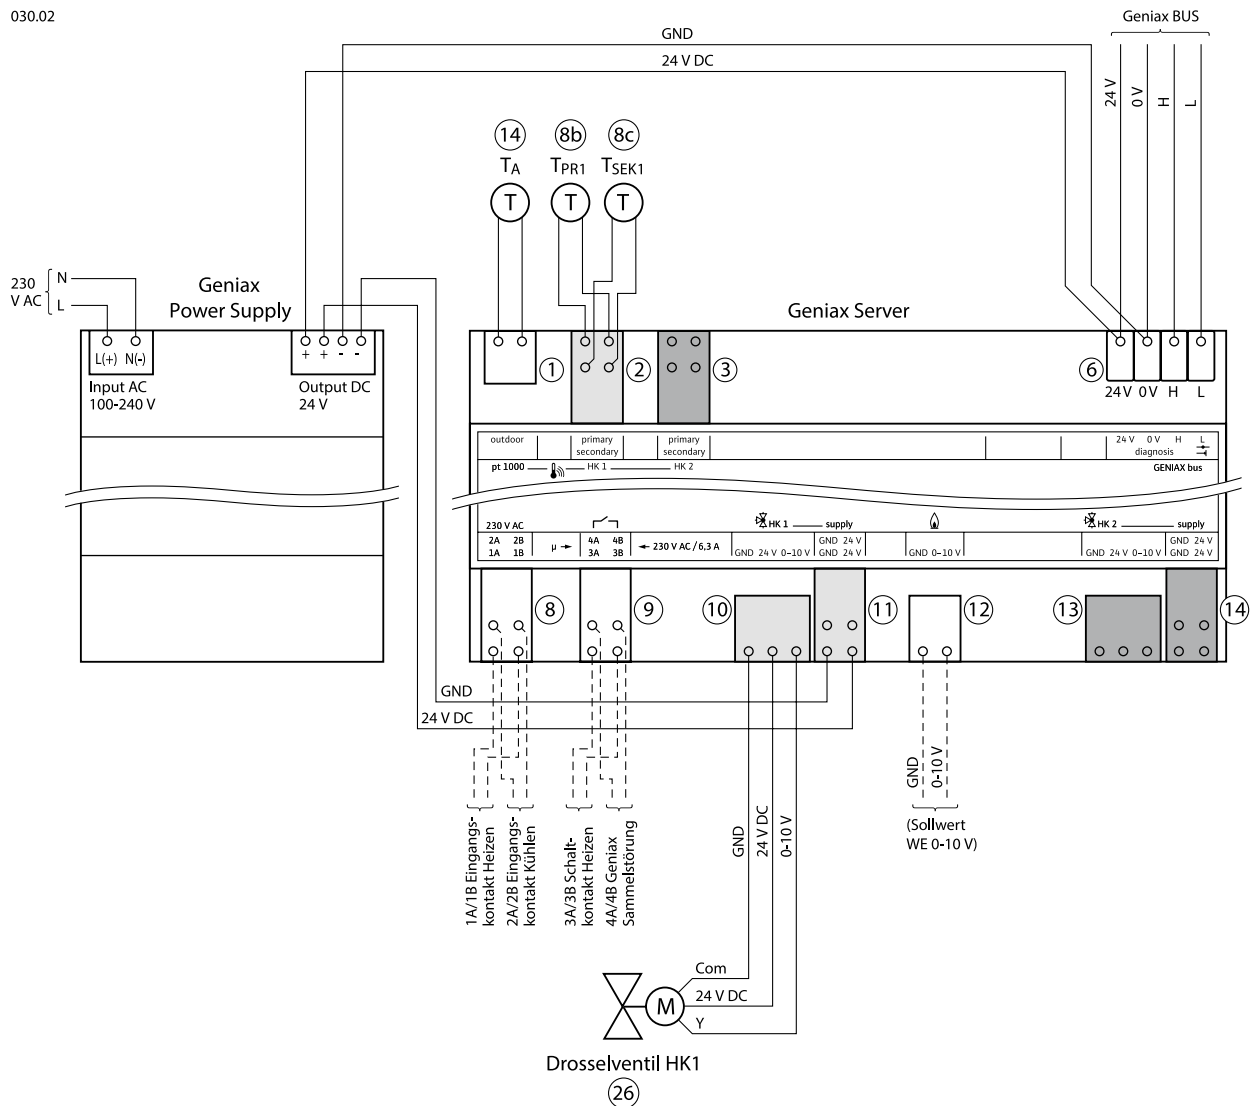 030.02
Geniax BUS
GND
24 V DC
24 V
0 V
H
L
14
8b
8c
TA
TPR1
TSEK1
T
T
T
230
V AC
N
L
Geniax
Power Supply
Geniax Server
L(+) N(-)
+ + - -
Input AC
100-240 V
Output DC
24 V
1
2
3
6
24 V 0 V H L
outdoor
primary
secondary
primary
secondary
24 V 0 V H L
diagnosis
pt 1000
HK 1
HK 2
GENIAX bus
230 V AC
HK 1
supply
HK 2
supply
2A 2B
1A 1B
µ
4A 4B
3A 3B
230 V AC / 6,3 A
GND 24 V 0-10 V
GND 24 V
GND 24 V
GND 0-10 V
GND 24 V 0-10 V
GND 24 V
GND 24 V
8
9
10
11
12
13
14
GND
24 V DC
1A/1B Eingangs-
kontakt Heizen
2A/2B Eingangs-
kontakt Kühlen
3A/3B Schalt-
kontakt Heizen
4A/4B Geniax
Sammelstörung
GND
24 V DC
0-10 V
GND
0-10 V
(Sollwert
WE 0-10 V)
Com
24 V DC
Y
M
Drosselventil HK1
26